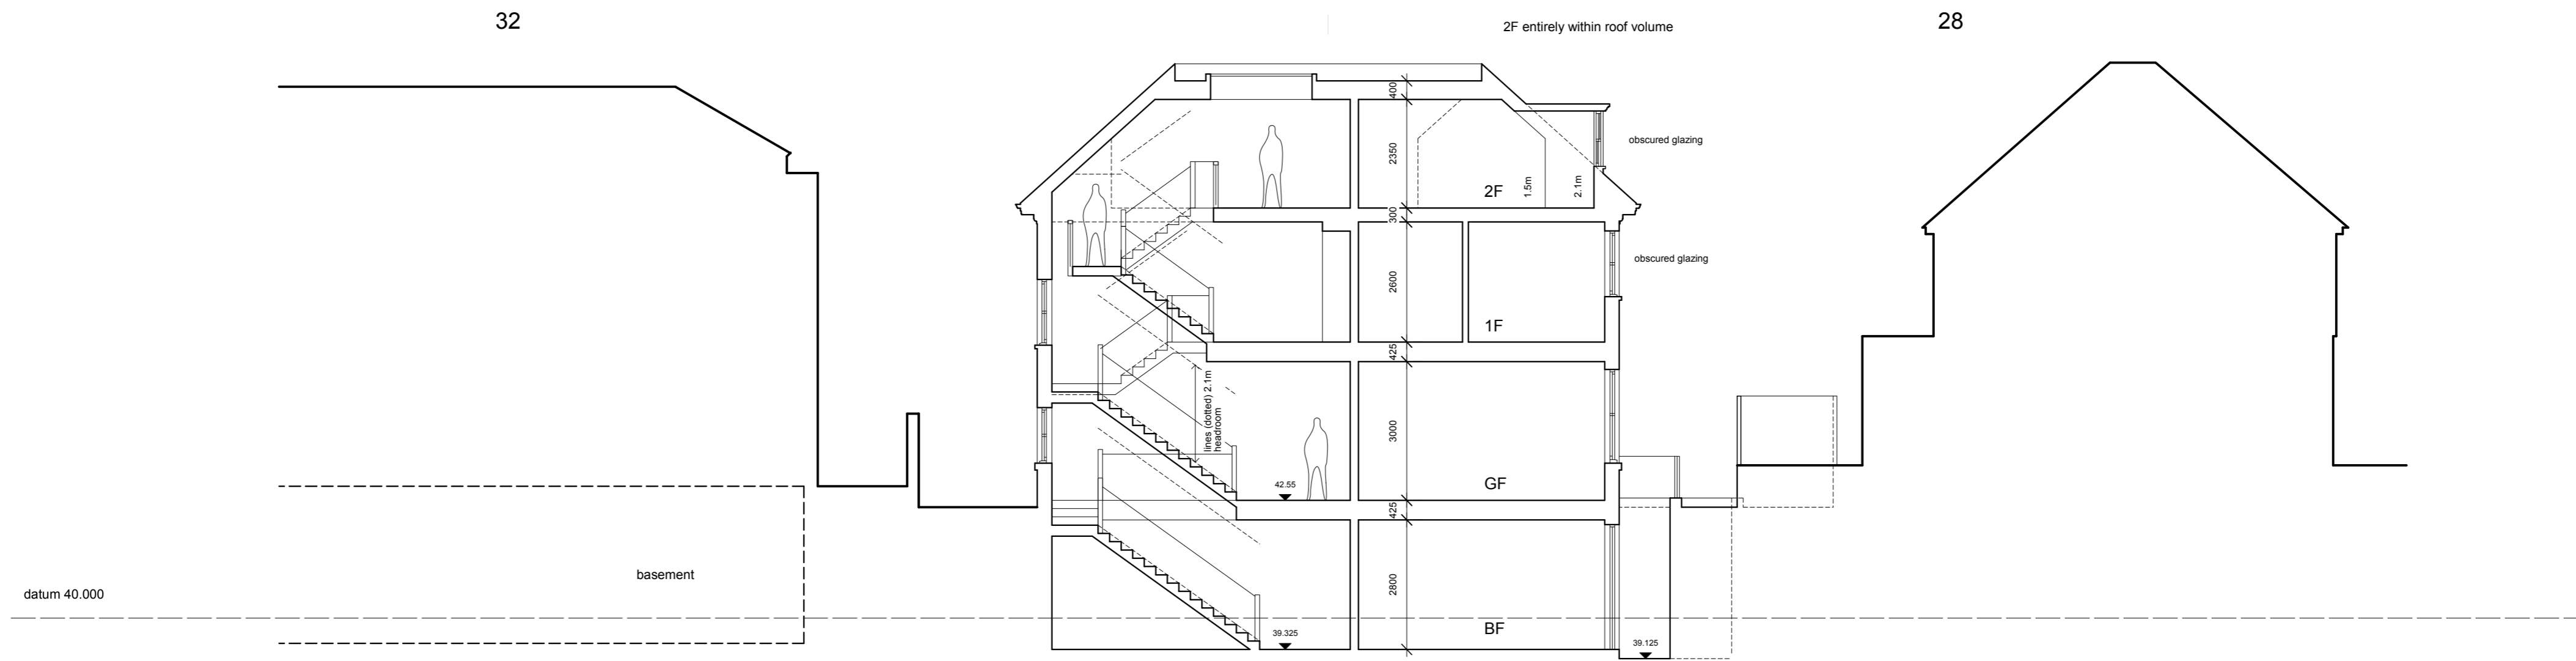 32
2F entirely within roof volume
28
400
obscured glazing
2350
2F
1.5m
2.1m
300
obscured glazing
2600
1F
425
lines (dotted) 2.1m
headroom
3000
42.55
GF
425
basement
2800
datum 40.000
39.325
BF
39.125